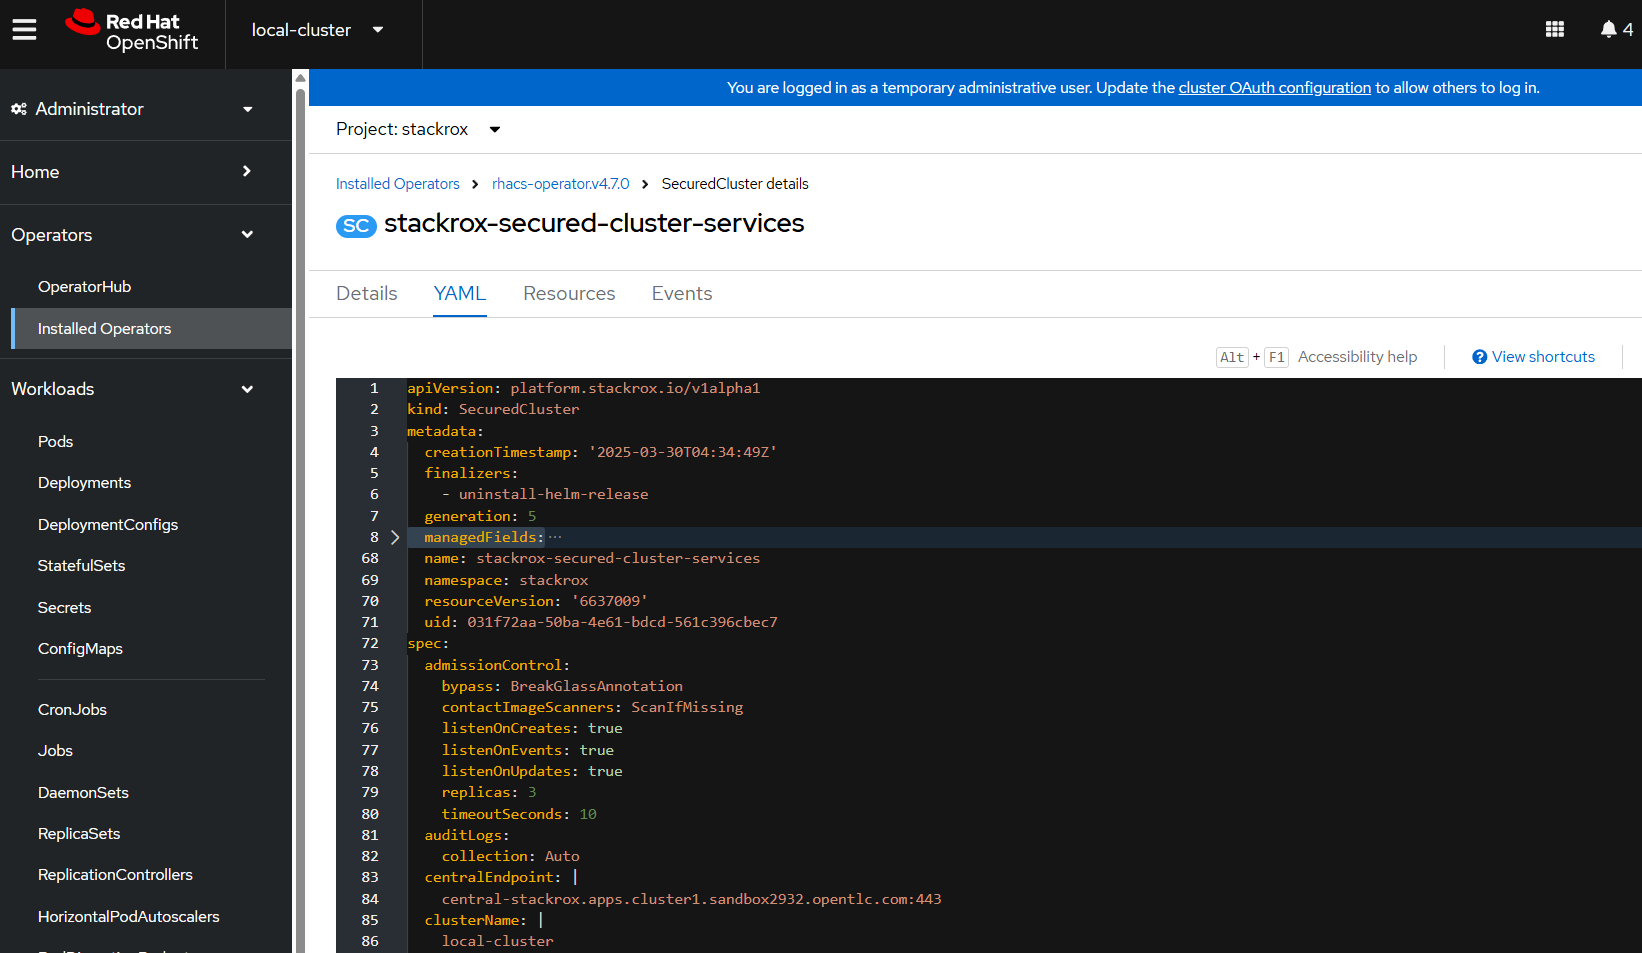 Red Hat
OpenShift
local-cluster
4
Administrator
Home
Operators
OperatorHub
Installed Operators
Workloads
Pods
Deployments
DeploymentConfigs
StatefulSets
Secrets
ConfigMaps
CronJobs
Jobs
DaemonSets
ReplicaSets
ReplicationControllers
HorizontalPodAutoscalers
You are logged in as a temporary administrative user. Update the cluster OAuth configuration to allow others to log in.
Project: stackrox
Installed Operators > rhacs-operator.v4.7.0 > SecuredCluster details
SC stackrox-secured-cluster-services
Details YAML Resources Events
Alt + F1 Accessibility help View shortcuts
1 apiVersion: platform.stackrox.io/v1alpha1
2 kind: SecuredCluster
3 metadata:
4 creationTimestamp: '2025-03-30T04:34:49Z'
5 finalizers:
6 - uninstall-helm-release
7 generation: 5
8 managedFields: ···
68 name: stackrox-secured-cluster-services
69 namespace: stackrox
70 resourceVersion: '6637009'
71 uid: 031f72aa-50ba-4e61-bdcd-561c396cbec7
72 spec:
73 admissionControl:
74 bypass: BreakGlassAnnotation
75 contactImageScanners: ScanIfMissing
76 listenOnCreates: true
77 listenOnEvents: true
78 listenOnUpdates: true
79 replicas: 3
80 timeoutSeconds: 10
81 auditLogs:
82 collection: Auto
83 centralEndpoint: |
84 central-stackrox.apps.cluster1.sandbox2932.opentlc.com:443
85 clusterName: |
86 local-cluster